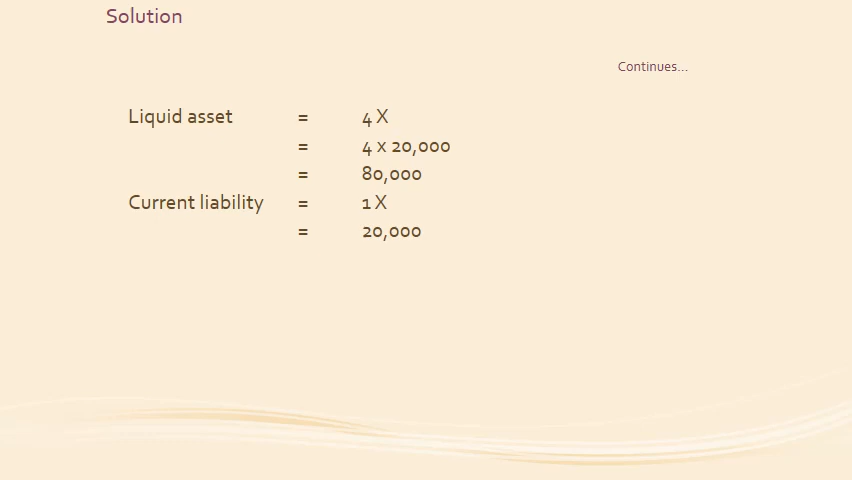 Solution
Continues...
Liquid asset = 4 X
= 4 x 20,000
= 80,000
Current liability = 1 X
= 20,000